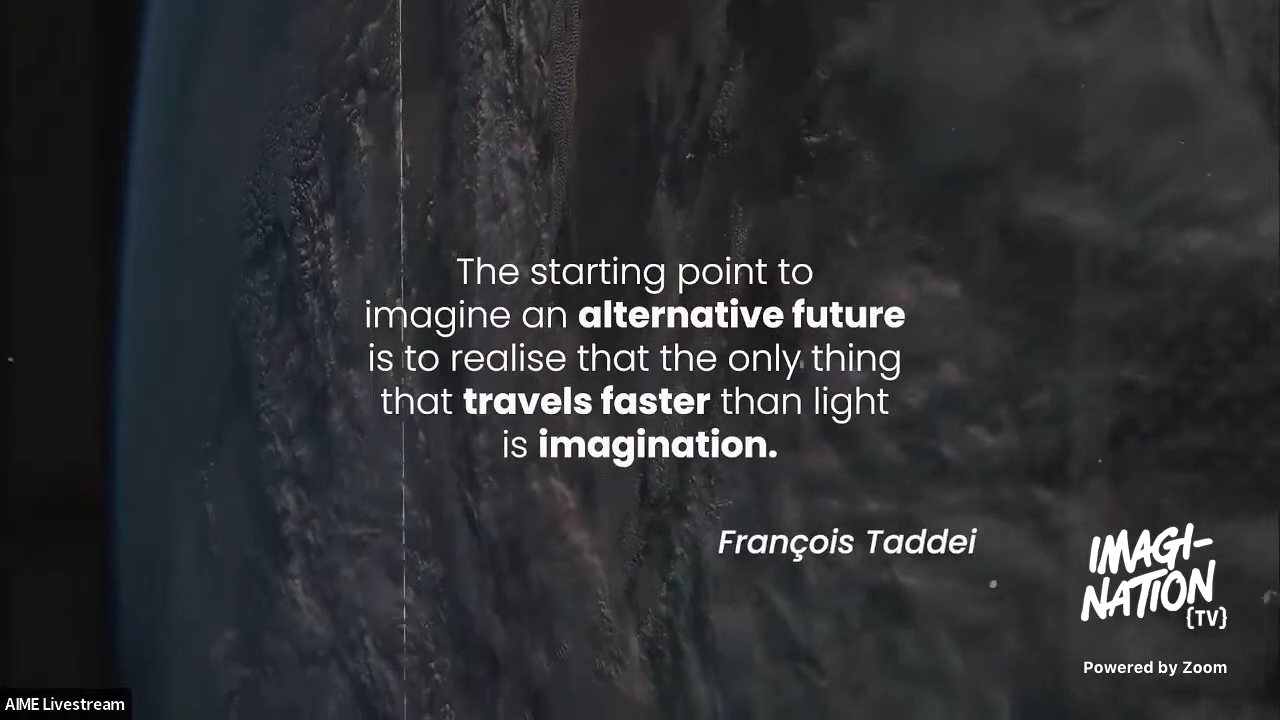 The starting point to
imagine an alternative future
is to realise that the only thing
that travels faster than light
is imagination.
François Taddei
IMAGI-
NATION
{TV}
Powered by Zoom
AIME Livestream